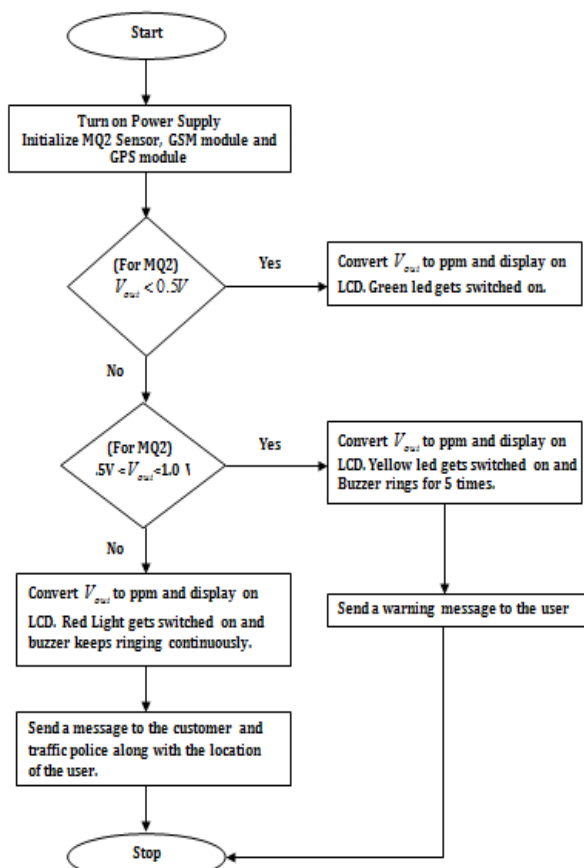 Start
Turn on Power Supply
Initialize MQ2 Sensor, GSM module and
GPS module
(For MQ2)
V_out < 0.5V
Yes
Convert V_out to ppm and display on
LCD. Green led gets switched on.
No
(For MQ2)
.5V =V_out=1.0 V
Yes
Convert V_out to ppm and display on
LCD. Yellow led gets switched on and
Buzzer rings for 5 times.
No
Convert V_out to ppm and display on
LCD. Red Light gets switched on and
buzzer keeps ringing continuously.
Send a warning message to the user
Send a message to the customer and
traffic police along with the location
of the user.
Stop